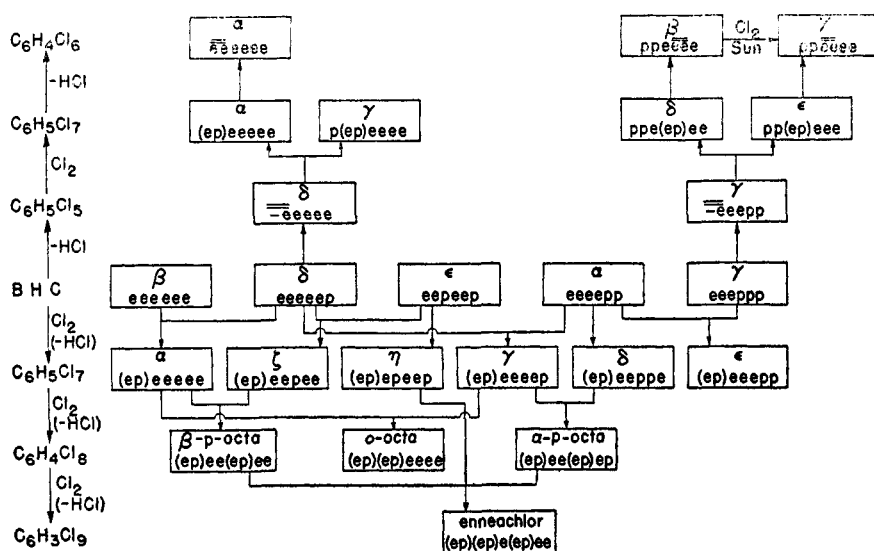 C₆H₄Cl₆
α
β
ppeeee
Cl₂
Sun
γ
-HCl
C₆H₅Cl₇
α
(ep)eeeee
γ
p(ep)eeee
δ
ppe(ep)ee
ϵ
pp(ep)eee
Cl₂
C₆H₅Cl₅
δ
-eeeee
γ
-eeepp
-HCl
BHC
β
eeeeee
δ
eeeeep
ϵ
eepeep
α
eeeepp
γ
eeeppp
Cl₂
(-HCl)
C₆H₅Cl₇
α
(ep)eeeee
ζ
(ep)eepee
η
(ep)epeep
γ
(ep)eeeep
δ
(ep)eeppe
ϵ
(ep)eeepp
Cl₂
(-HCl)
C₆H₄Cl₈
β-p-octa
(ep)ee(ep)ee
o-octa
(ep)(ep)eeee
α-p-octa
(ep)ee(ep)ep
Cl₂
(-HCl)
C₆H₃Cl₉
enneachlor
(ep)(ep)e(ep)ee